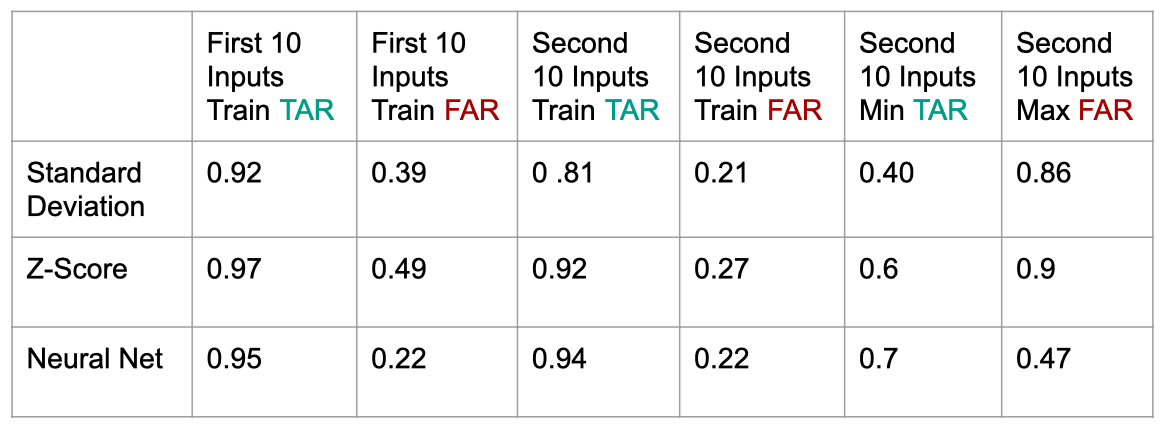 First 10 First 10 Second Second Second Second
Inputs Inputs 10 Inputs 10 Inputs 10 Inputs 10 Inputs
Train TAR Train FAR Train TAR Train FAR Min TAR Max FAR
Standard 0.92 0.39 0 .81 0.21 0.40 0.86
Deviation
Z-Score 0.97 0.49 0.92 0.27 0.6 0.9
Neural Net 0.95 0.22 0.94 0.22 0.7 0.47